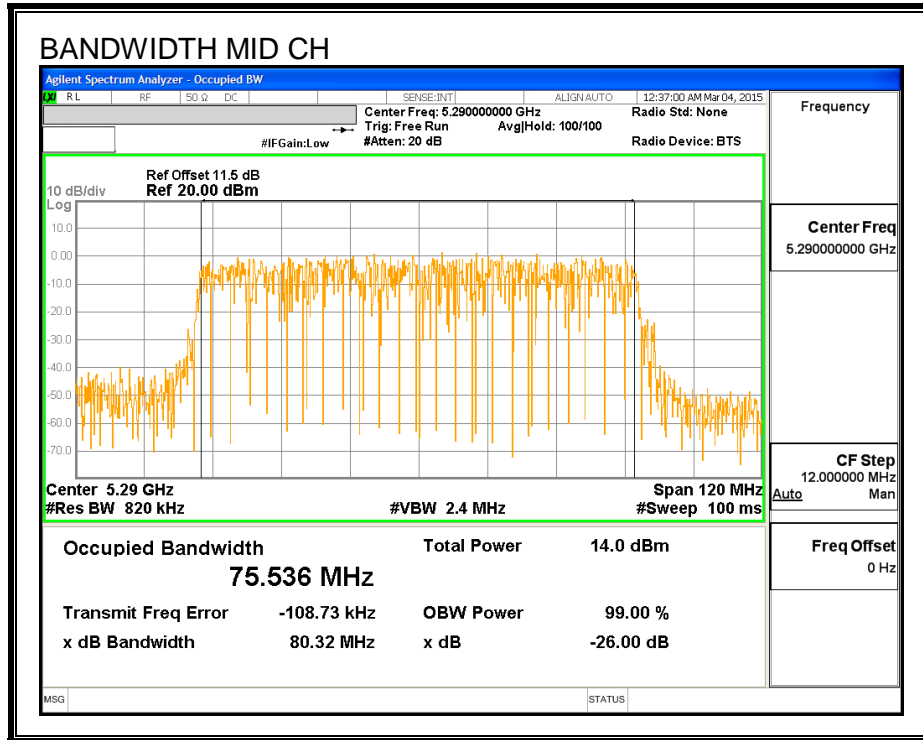 BANDWIDTH MID CH
Agilent Spectrum Analyzer - Occupied BW
LXI RL RF 50 Ω DC SENSE:INT ALIGN AUTO 12:37:00 AM Mar 04, 2015
Center Freq: 5.290000000 GHz Radio Std: None
Trig: Free Run Avg|Hold: 100/100
#IFGain:Low #Atten: 20 dB Radio Device: BTS
Ref Offset 11.5 dB
10 dB/div Ref 20.00 dBm
Log
10.0
0.00
-10.0
-20.0
-30.0
-40.0
-50.0
-60.0
-70.0
Center 5.29 GHz Span 120 MHz
#Res BW 820 kHz #VBW 2.4 MHz #Sweep 100 ms
Occupied Bandwidth Total Power 14.0 dBm
75.536 MHz
Transmit Freq Error -108.73 kHz OBW Power 99.00 %
x dB Bandwidth 80.32 MHz x dB -26.00 dB
MSG STATUS
Frequency
Center Freq
5.290000000 GHz
CF Step
12.000000 MHz
Auto Man
Freq Offset
0 Hz